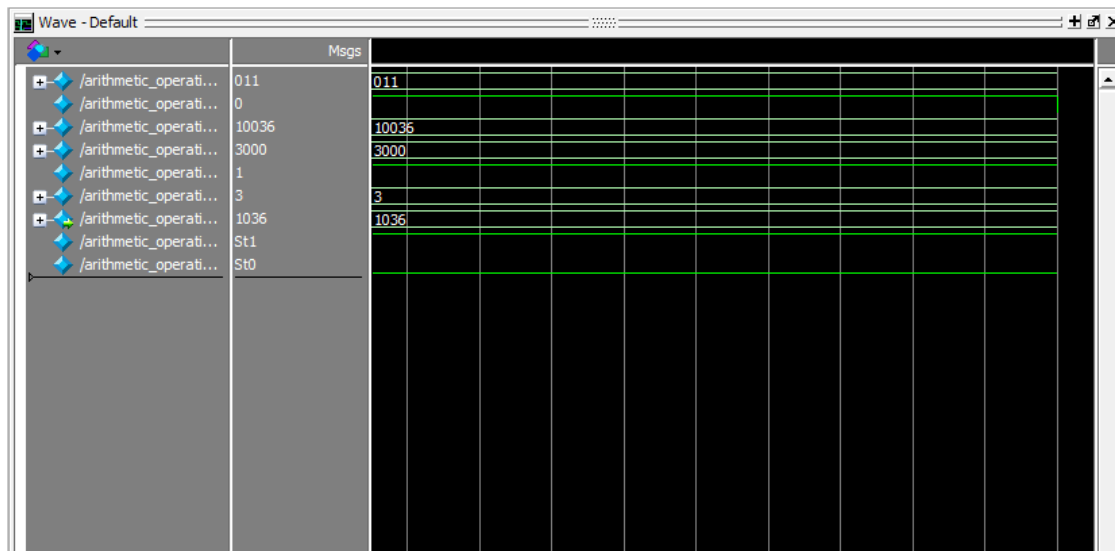 Wave - Default
Msgs
/arithmetic_operati... 011 011
/arithmetic_operati... 0
/arithmetic_operati... 10036 10036
/arithmetic_operati... 3000 3000
/arithmetic_operati... 1
/arithmetic_operati... 3 3
/arithmetic_operati... 1036 1036
/arithmetic_operati... St1
/arithmetic_operati... St0